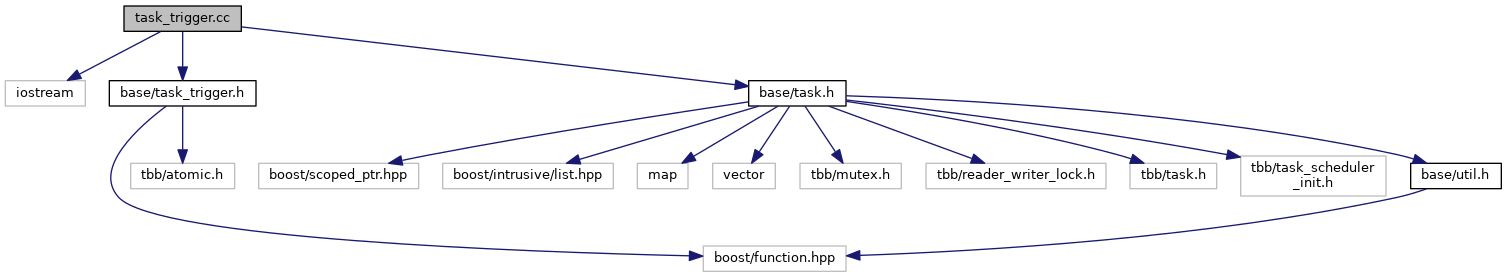 task_trigger.cc
iostream
base/task_trigger.h
base/task.h
tbb/atomic.h
boost/scoped_ptr.hpp
boost/intrusive/list.hpp
map
vector
tbb/mutex.h
tbb/reader_writer_lock.h
tbb/task.h
tbb/task_scheduler
_init.h
base/util.h
boost/function.hpp